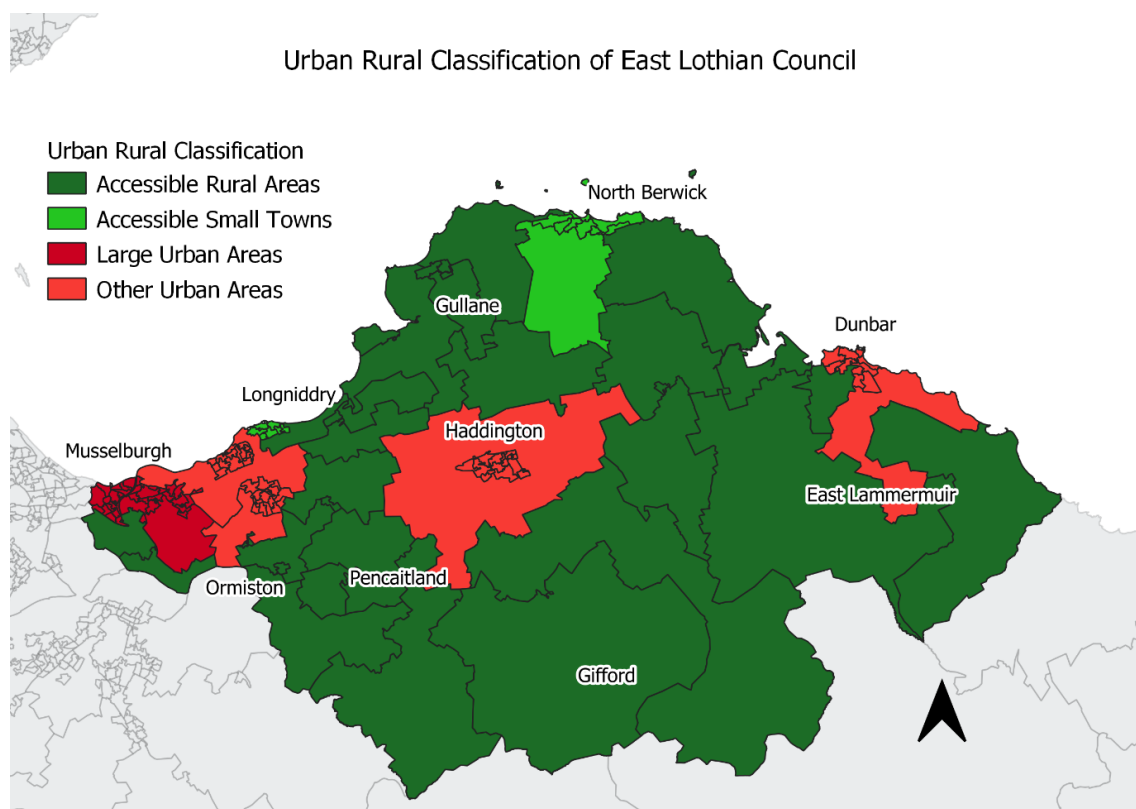 Urban Rural Classification of East Lothian Council
Urban Rural Classification
Accessible Rural Areas
Accessible Small Towns
Large Urban Areas
Other Urban Areas
North Berwick
Gullane
Dunbar
Longniddry
Haddington
Musselburgh
East Lammermuir
Pencaitland
Ormiston
Gifford